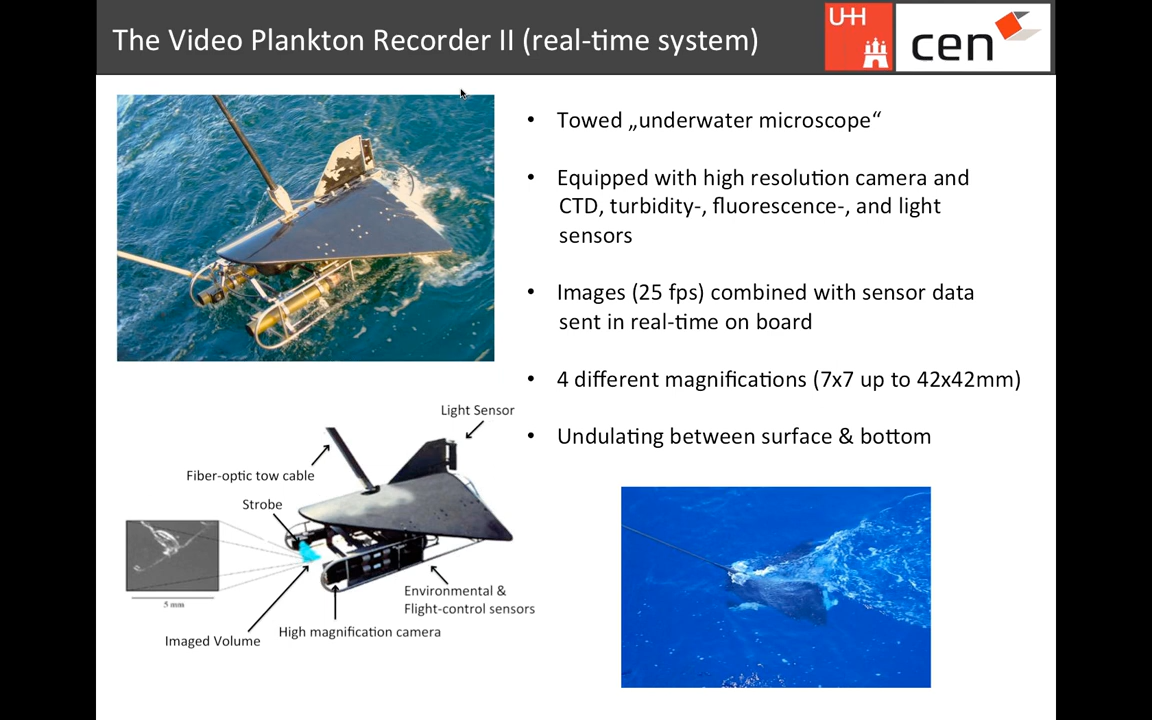 The Video Plankton Recorder II (real-time system)
UHH
cen
• Towed „underwater microscope“
• Equipped with high resolution camera and
CTD, turbidity-, fluorescence-, and light
sensors
• Images (25 fps) combined with sensor data
sent in real-time on board
• 4 different magnifications (7x7 up to 42x42mm)
• Undulating between surface & bottom
Light Sensor
Fiber-optic tow cable
Strobe
5 mm
Environmental &
Flight-control sensors
High magnification camera
Imaged Volume